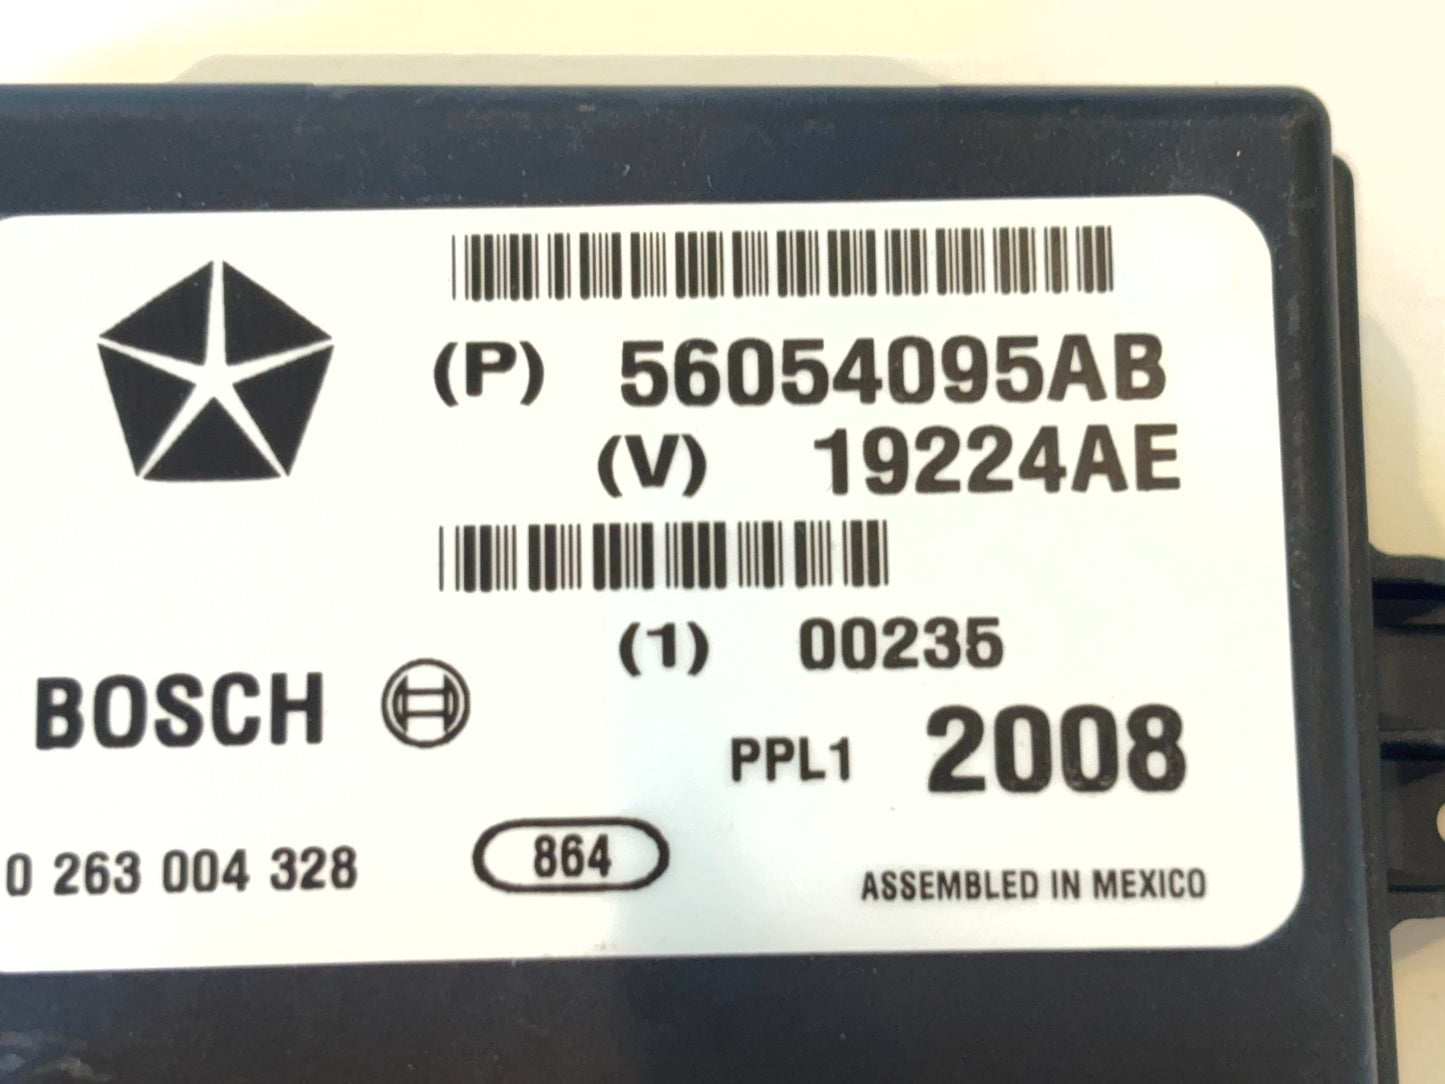 (P) 56054095AB
(V) 19224AE
(1) 00235
BOSCH
PPL1 2008
0 263 004 328
864
ASSEMBLED IN MEXICO